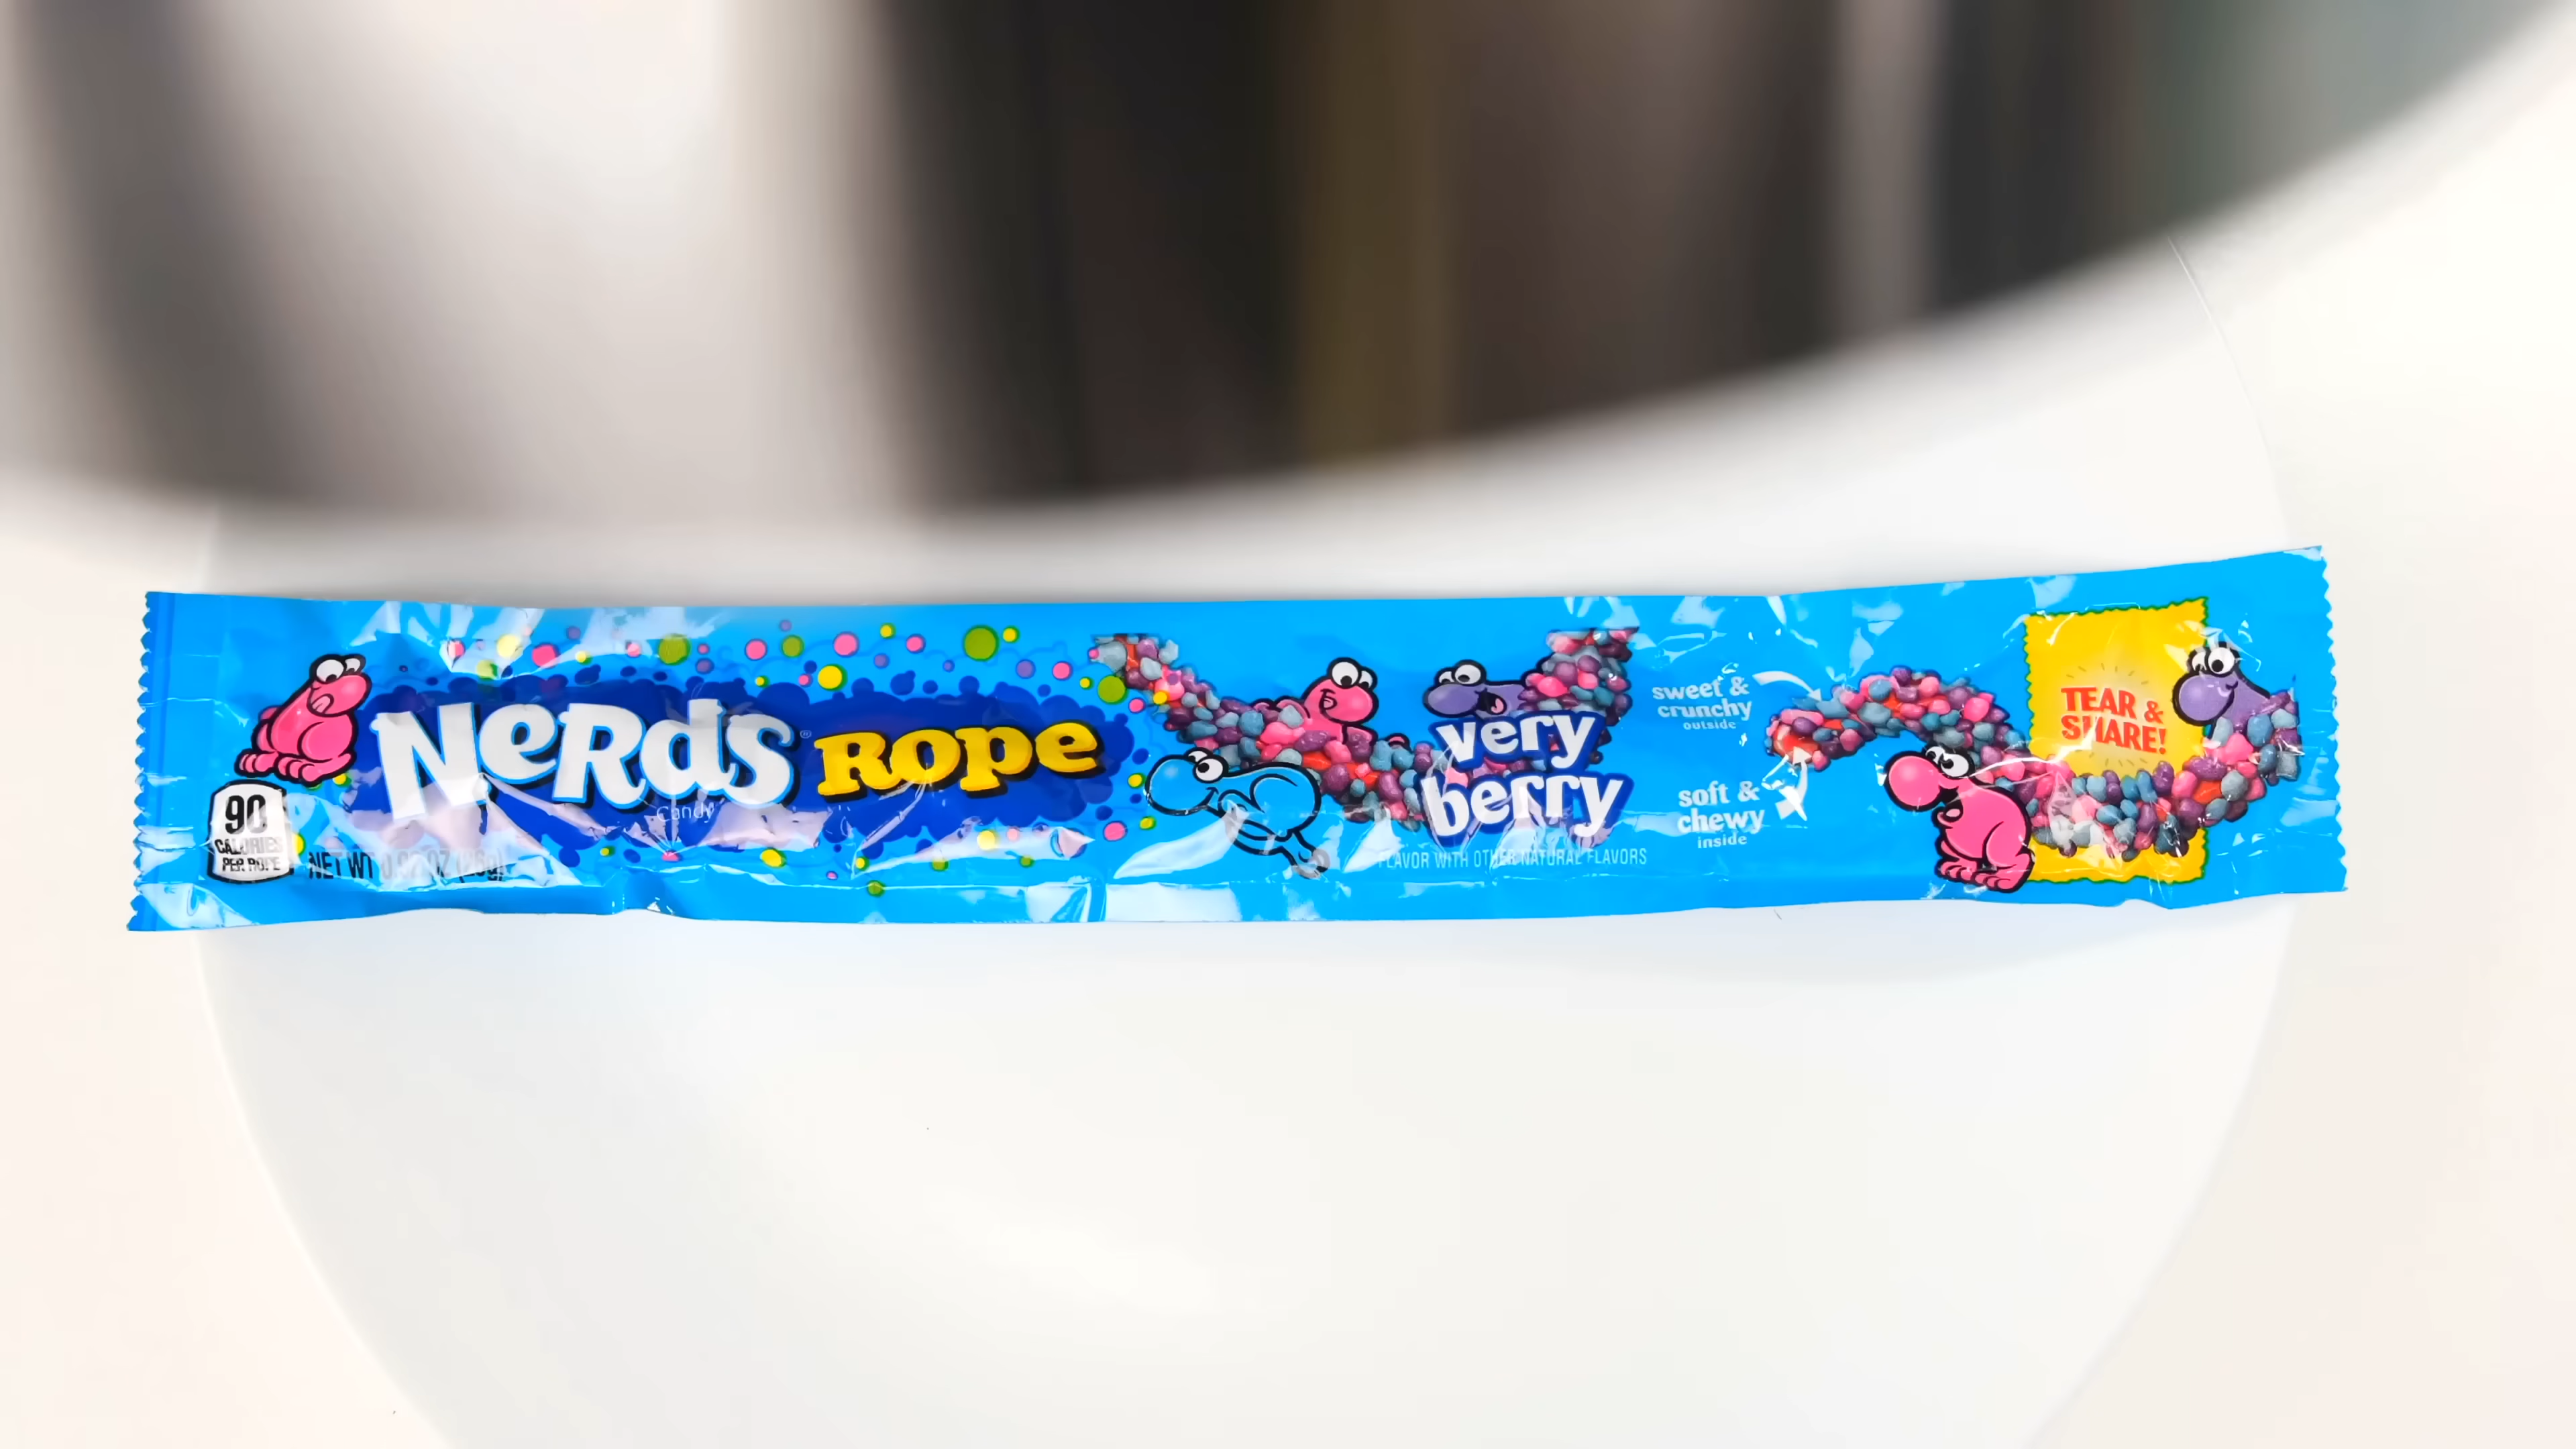 NERDS® ROPE
Candy
90
CALORIES
PER ROPE
NET WT
very
berry
FLAVOR WITH OTHER NATURAL FLAVORS
sweet &
crunchy
outside
soft &
chewy
inside
TEAR &
SHARE!